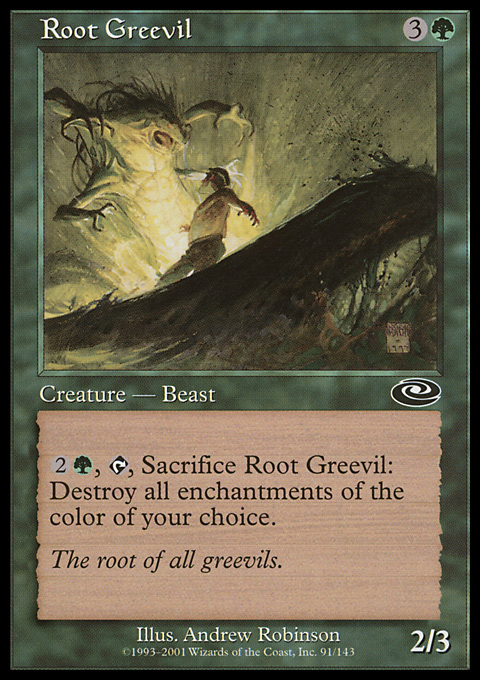 Root Greevil 3
Creature — Beast
2, , Sacrifice Root Greevil:
Destroy all enchantments of the
color of your choice.
The root of all greevils.
Illus. Andrew Robinson
©1993–2001 Wizards of the Coast, Inc. 91/143
2/3